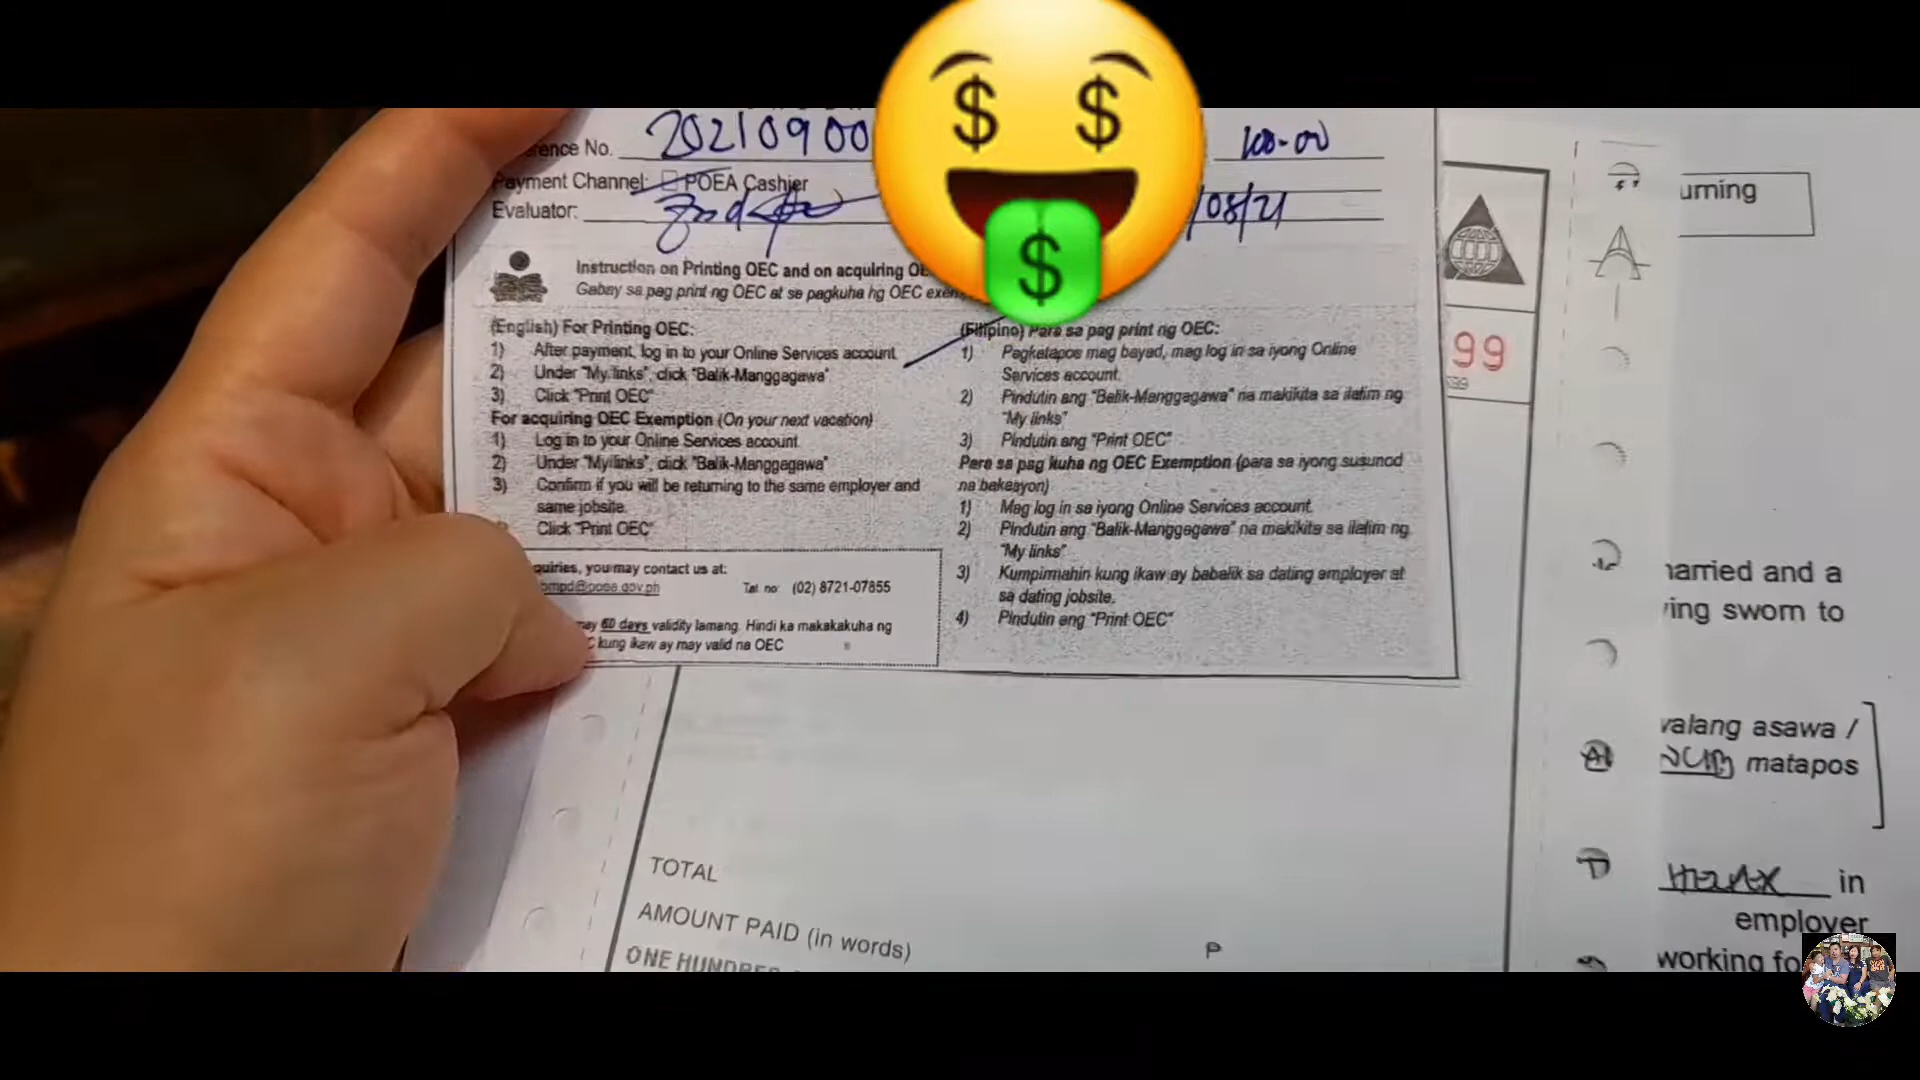 erence No. 20210900
100-00
Payment Channel: POEA Cashier
Evaluator:
/08/21
Instruction on Printing OEC and on acquiring OE
Gabay sa pag print ng OEC at sa pagkuha ng OEC exen
(English) For Printing OEC:
1) After payment, log in to your Online Services account
2) Under "My links", click "Balik-Manggagawa"
3) Click "Print OEC"
For acquiring OEC Exemption (On your next vacation)
1) Log in to your Online Services account
2) Under "My links", click "Balik-Manggagawa"
3) Confirm if you will be returning to the same employer and
same jobsite.
Click "Print OEC"
quiries, you may contact us at:
bmpd@poea.gov.ph Tel. no: (02) 8721-07855
may 60 days validity lamang. Hindi ka makakakuha ng
C kung ikaw ay may valid na OEC
(Filipino) Para sa pag print ng OEC:
1) Pagkatapos mag bayad, mag log in sa iyong Online
Services account.
2) Pindutin ang "Balik-Manggagawa" na makikita sa ilalim ng
"My links"
3) Pindutin ang "Print OEC"
Para sa pag kuha ng OEC Exemption (para sa iyong susunod
na bakasyon)
1) Mag log in sa iyong Online Services account.
2) Pindutin ang "Balik-Manggagawa" na makikita sa ilalim ng
"My links"
3) Kumpirmahin kung ikaw ay babalik sa dating employer at
sa dating jobsite.
4) Pindutin ang "Print OEC"
99
TOTAL
AMOUNT PAID (in words)
ONE HUNDRE
P
uming
married and a
ving sworn to
walang asawa /
matapos
in
employer
working fo